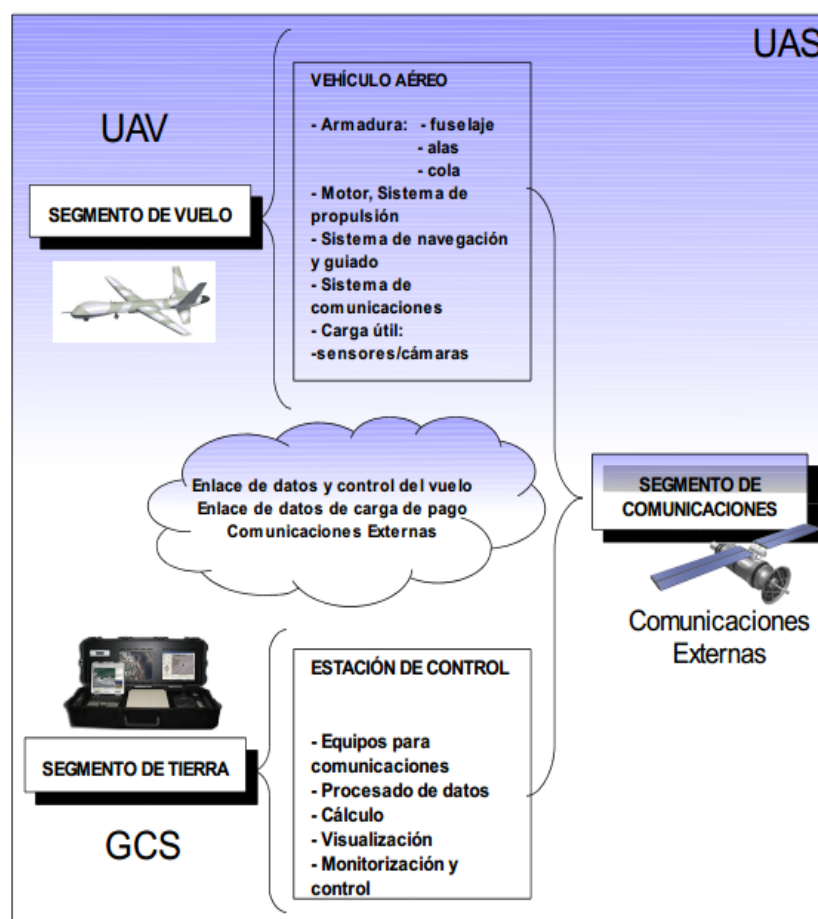 UAS
UAV
SEGMENTO DE VUELO
VEHÍCULO AÉREO
- Armadura: - fuselaje
- alas
- cola
- Motor, Sistema de
propulsión
- Sistema de navegación
y guiado
- Sistema de
comunicaciones
- Carga útil:
-sensores/cámaras
Enlace de datos y control del vuelo
Enlace de datos de carga de pago
Comunicaciones Externas
SEGMENTO DE
COMUNICACIONES
Comunicaciones
Externas
SEGMENTO DE TIERRA
GCS
ESTACIÓN DE CONTROL
- Equipos para
comunicaciones
- Procesado de datos
- Cálculo
- Visualización
- Monitorización y
control